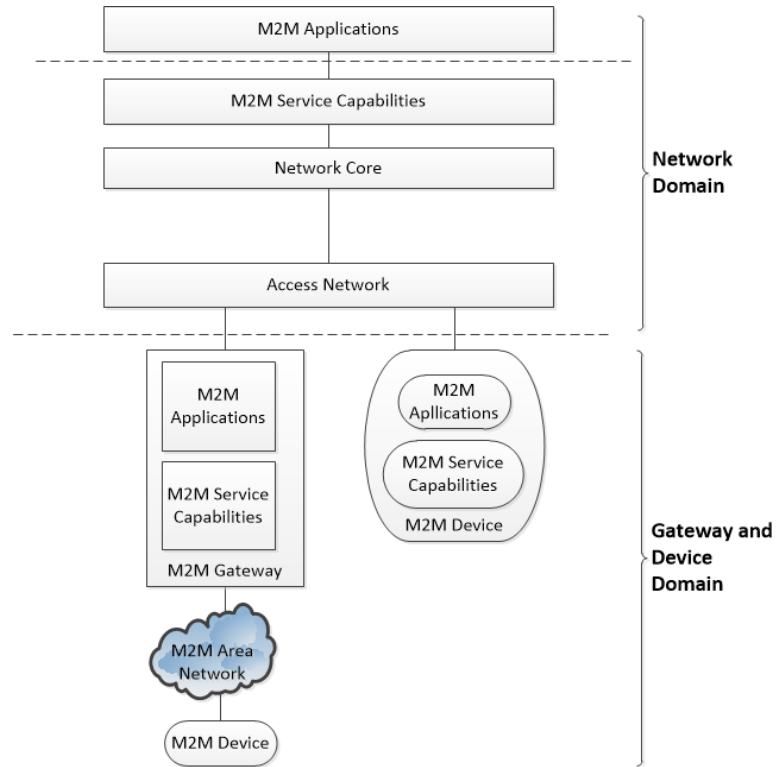 M2M Applications
M2M Service Capabilities
Network Core
Network
Domain
Access Network
M2M
Applications
M2M Service
Capabilities
M2M Gateway
M2M
Apllications
M2M Service
Capabilities
M2M Device
Gateway and
Device
Domain
M2M Area
Network
M2M Device